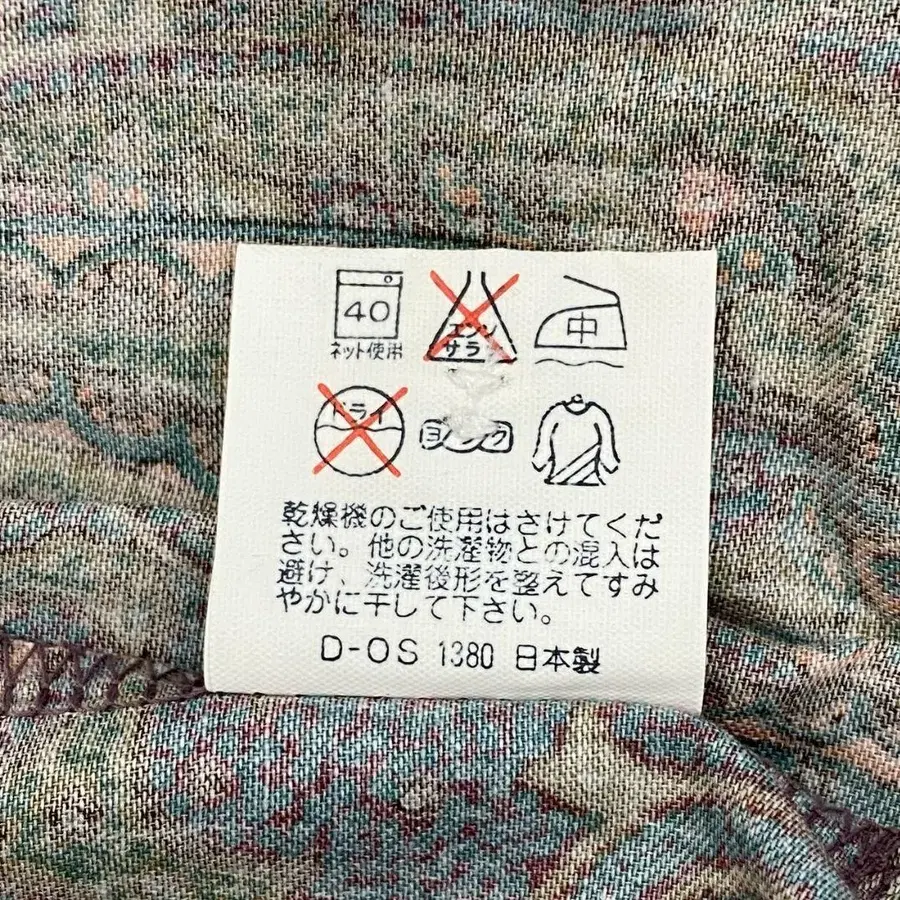 40
ネット使用
エンソ
サラシ
中
ドライ
乾燥機のご使用はさけてくだ
さい。他の洗濯物との混入は
避け、洗濯後形を整えてすみ
やかに干して下さい。
D-OS 1380 日本製